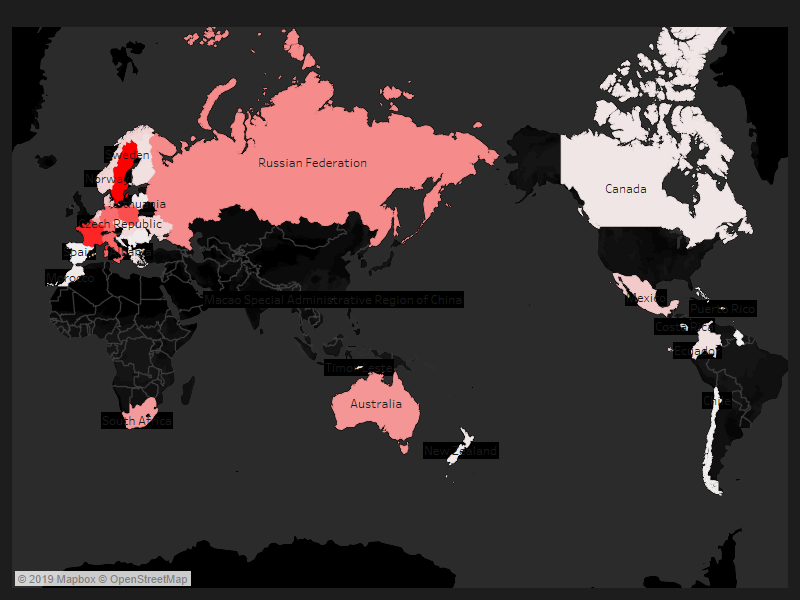 Sweden
Russian Federation
Norway
Lithuania
Czech Republic
Canada
Spain
Morocco
Macao Special Administrative Region of China
Mexico
Puerto Rico
Costa Rica
Ecuador
Timor-Leste
Australia
Chile
South Africa
New Zealand
© 2019 Mapbox © OpenStreetMap